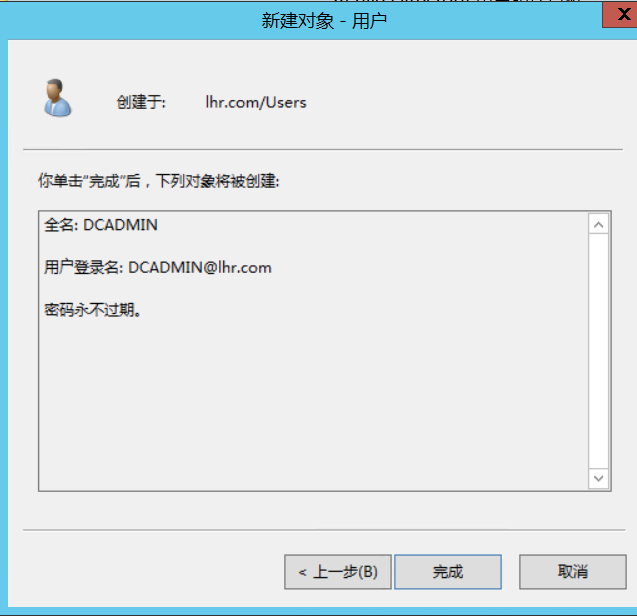 新建对象 - 用户
X
创建于: lhr.com/Users
你单击"完成"后，下列对象将被创建:
全名: DCADMIN
用户登录名: DCADMIN@lhr.com
密码永不过期。
< 上一步(B) 完成 取消